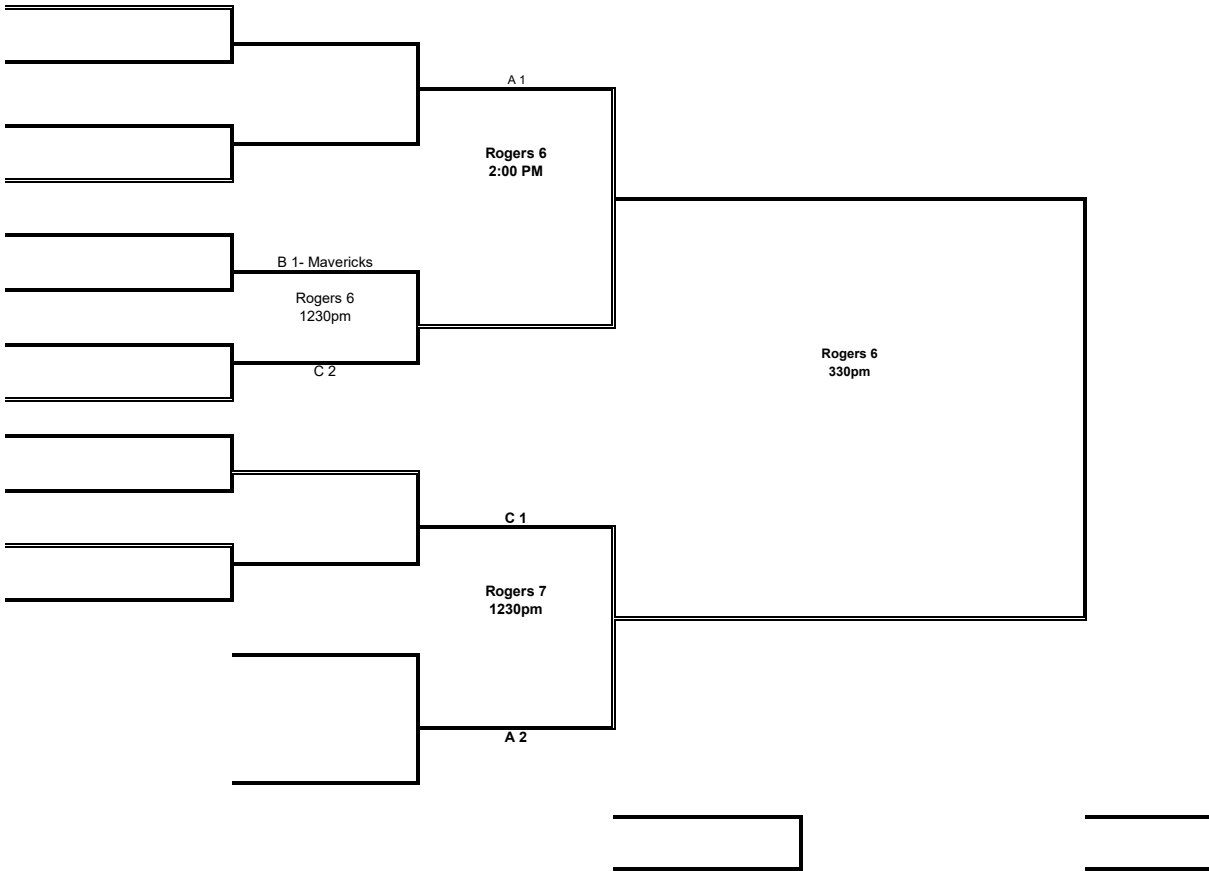 A 1
Rogers 6
2:00 PM
B 1- Mavericks
Rogers 6
1230pm
C 2
Rogers 6
330pm
C 1
Rogers 7
1230pm
A 2